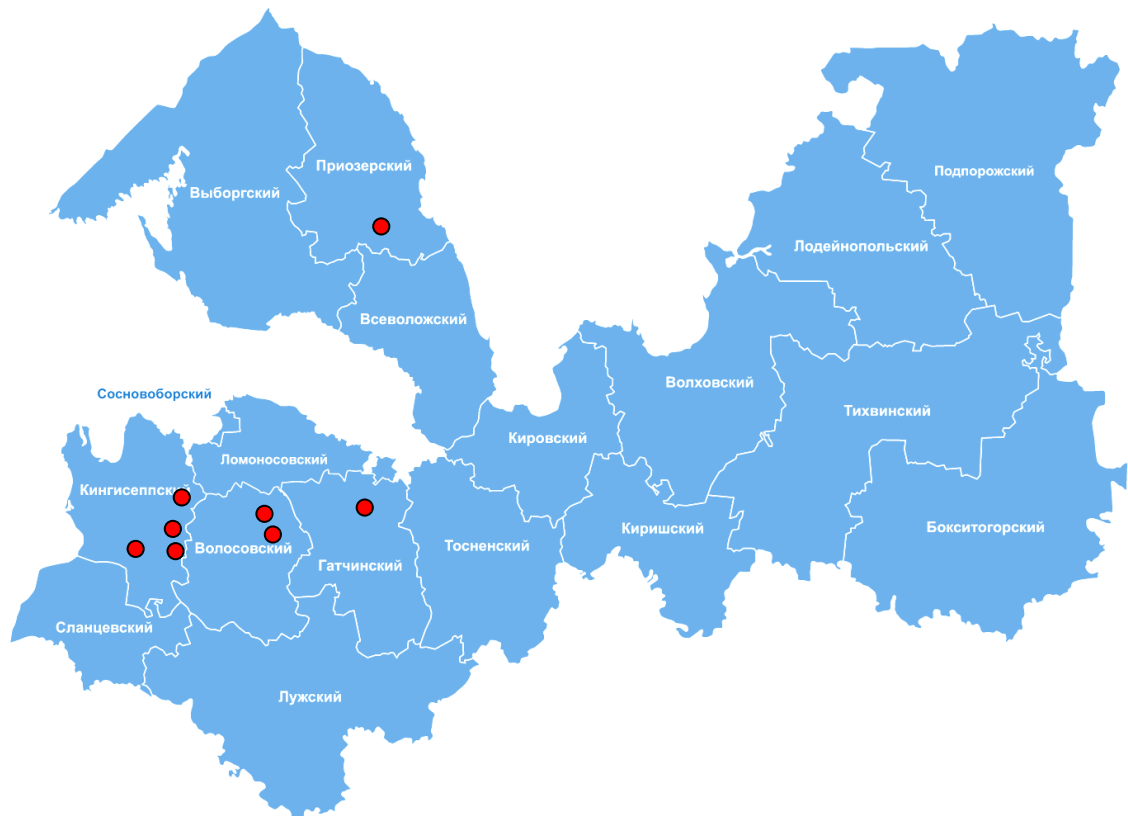 Приозерский
Подпорожский
Выборгский
Лодейнопольский
Всеволожский
Волховский
Сосновоборский
Тихвинский
Кировский
Ломоносовский
Кингисеппский
Бокситогорский
Киришский
Тосненский
Волосовский
Гатчинский
Сланцевский
Лужский